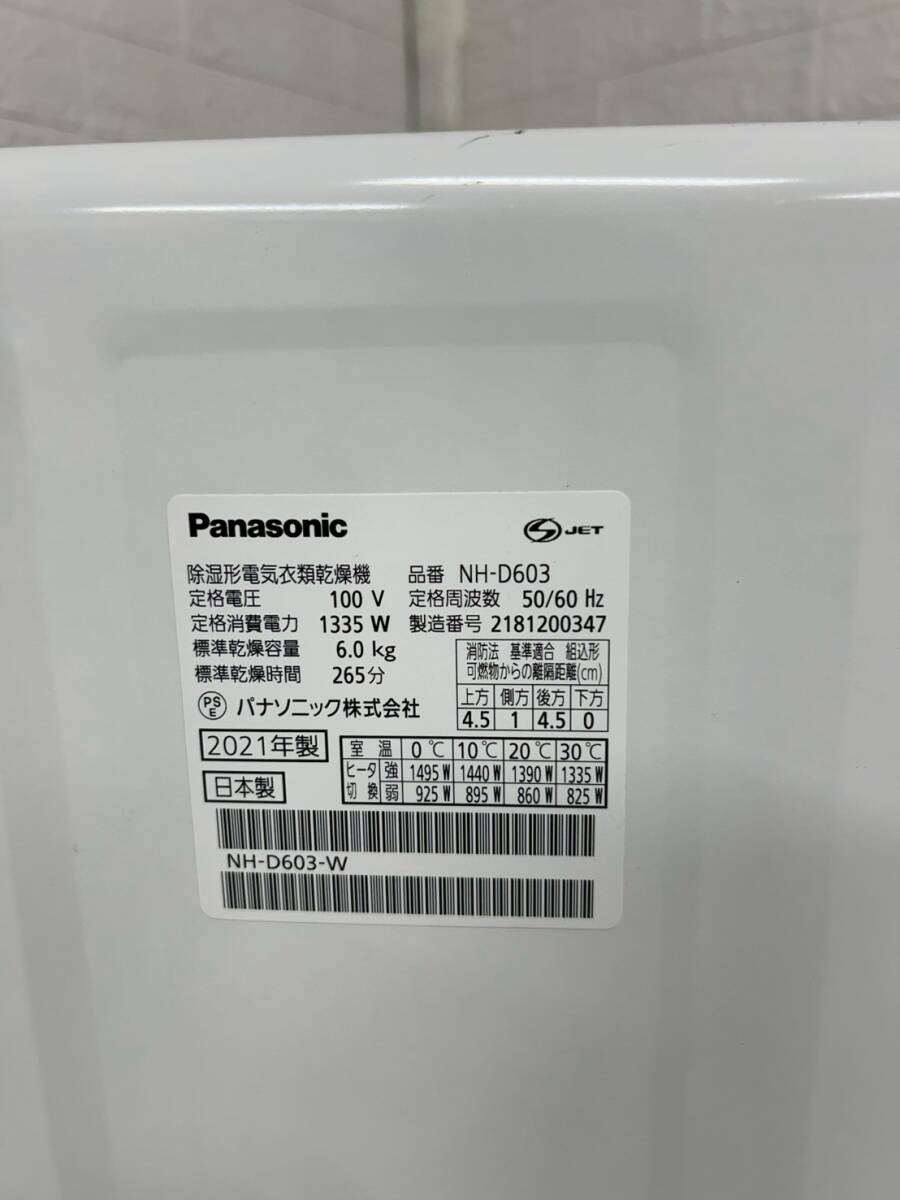 Panasonic
S JET
除湿形電気衣類乾燥機 品番 NH-D603
定格電圧 100 V 定格周波数 50/60 Hz
定格消費電力 1335 W 製造番号 2181200347
標準乾燥容量 6.0 kg
標準乾燥時間 265分
消防法 基準適合 組込形
可燃物からの離隔距離(cm)
上方 側方 後方 下方
4.5 1 4.5 0
PS E パナソニック株式会社
2021年製
日本製
室温 0℃ 10℃ 20℃ 30℃
ヒータ 強 1495 W 1440 W 1390 W 1335 W
切換 弱 925 W 895 W 860 W 825 W
NH-D603-W